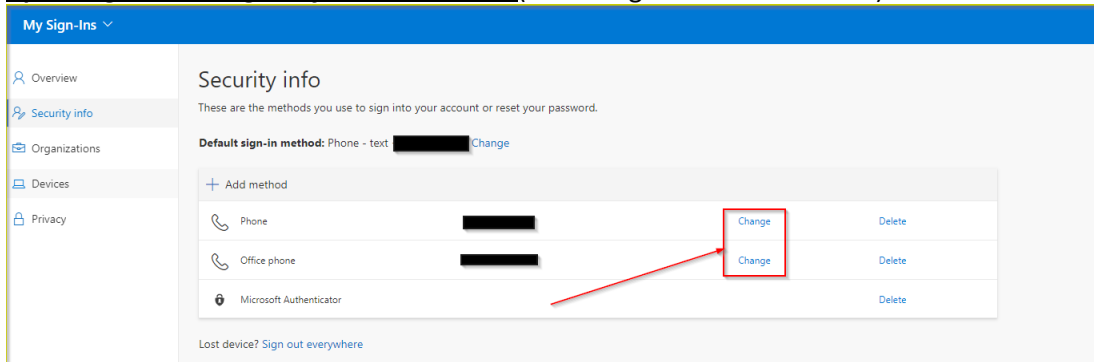 My Sign-Ins
Overview
Security info
Organizations
Devices
Privacy
Security info
These are the methods you use to sign into your account or reset your password.
Default sign-in method: Phone - text Change
+ Add method
Phone Change Delete
Office phone Change Delete
Microsoft Authenticator Delete
Lost device? Sign out everywhere